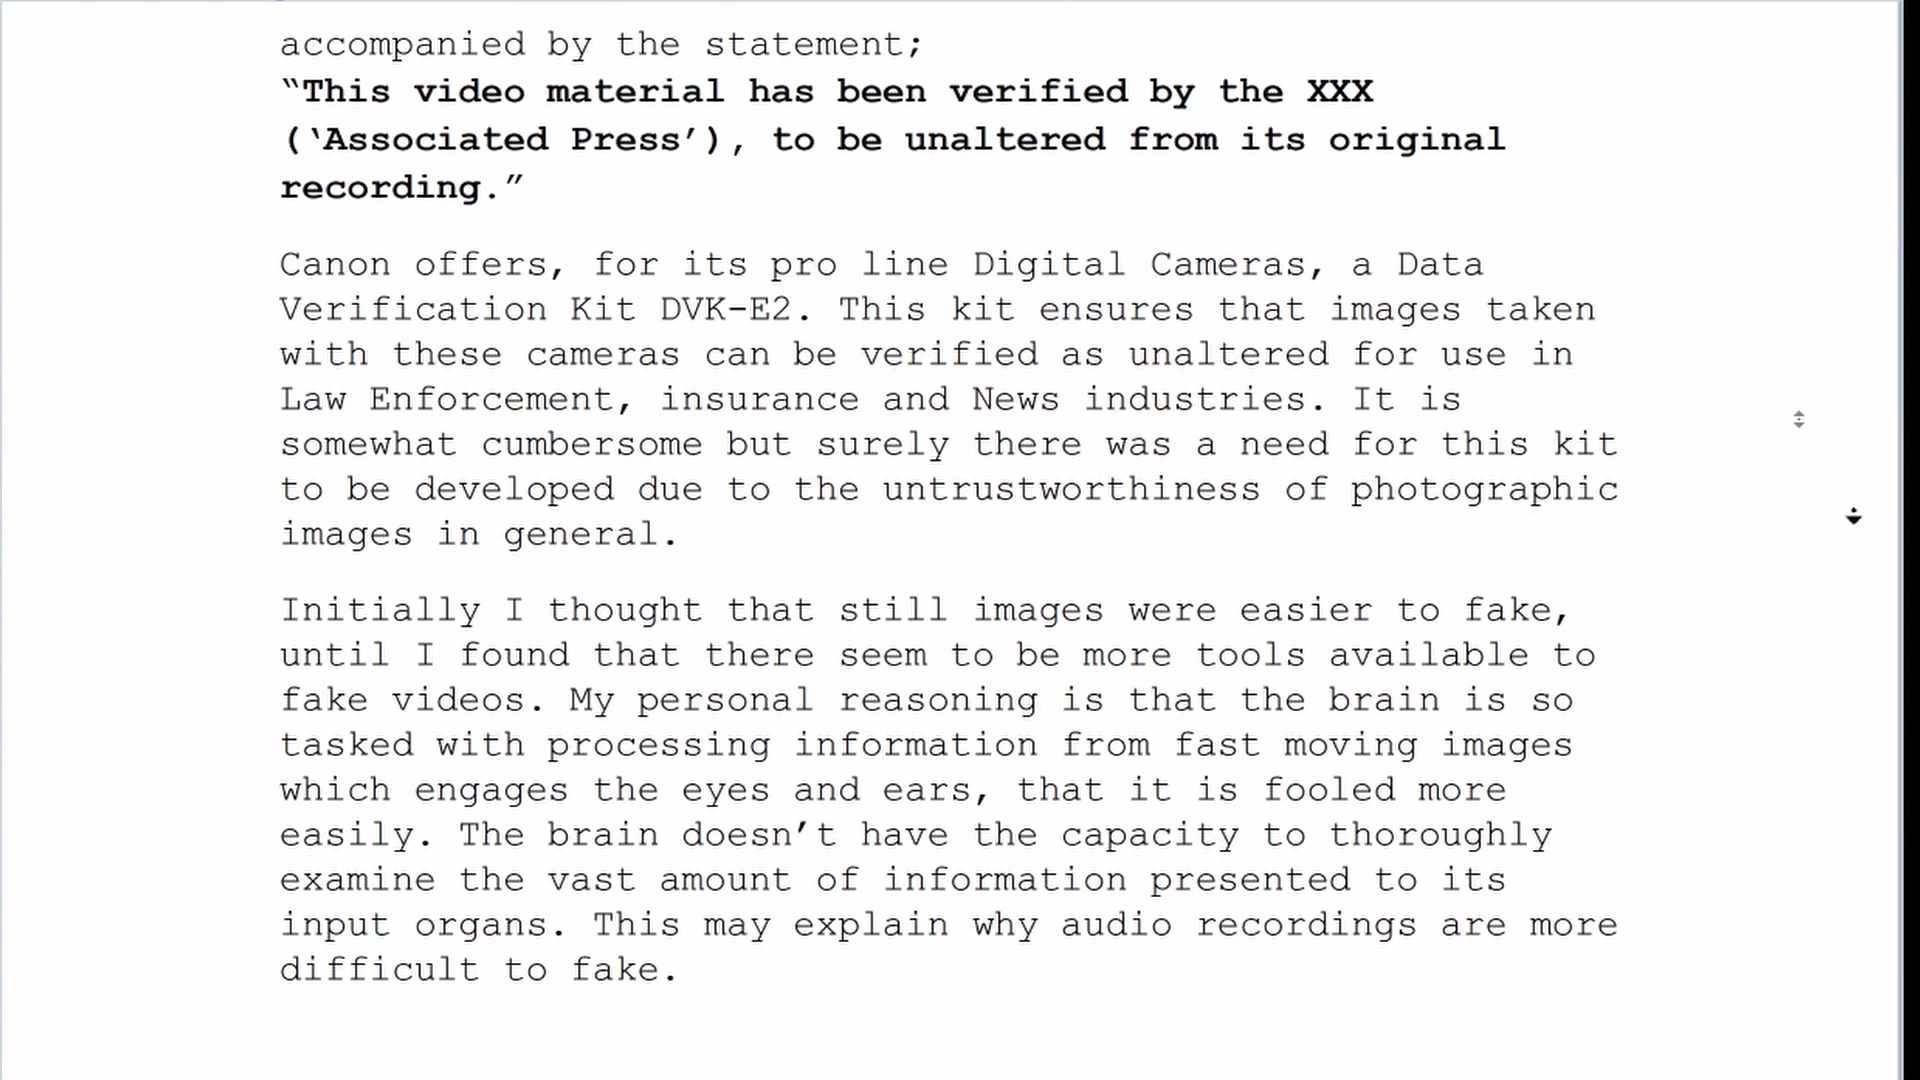 accompanied by the statement;
“This video material has been verified by the XXX
(‘Associated Press’), to be unaltered from its original
recording.”
Canon offers, for its pro line Digital Cameras, a Data
Verification Kit DVK-E2. This kit ensures that images taken
with these cameras can be verified as unaltered for use in
Law Enforcement, insurance and News industries. It is
somewhat cumbersome but surely there was a need for this kit
to be developed due to the untrustworthiness of photographic
images in general.
Initially I thought that still images were easier to fake,
until I found that there seem to be more tools available to
fake videos. My personal reasoning is that the brain is so
tasked with processing information from fast moving images
which engages the eyes and ears, that it is fooled more
easily. The brain doesn’t have the capacity to thoroughly
examine the vast amount of information presented to its
input organs. This may explain why audio recordings are more
difficult to fake.